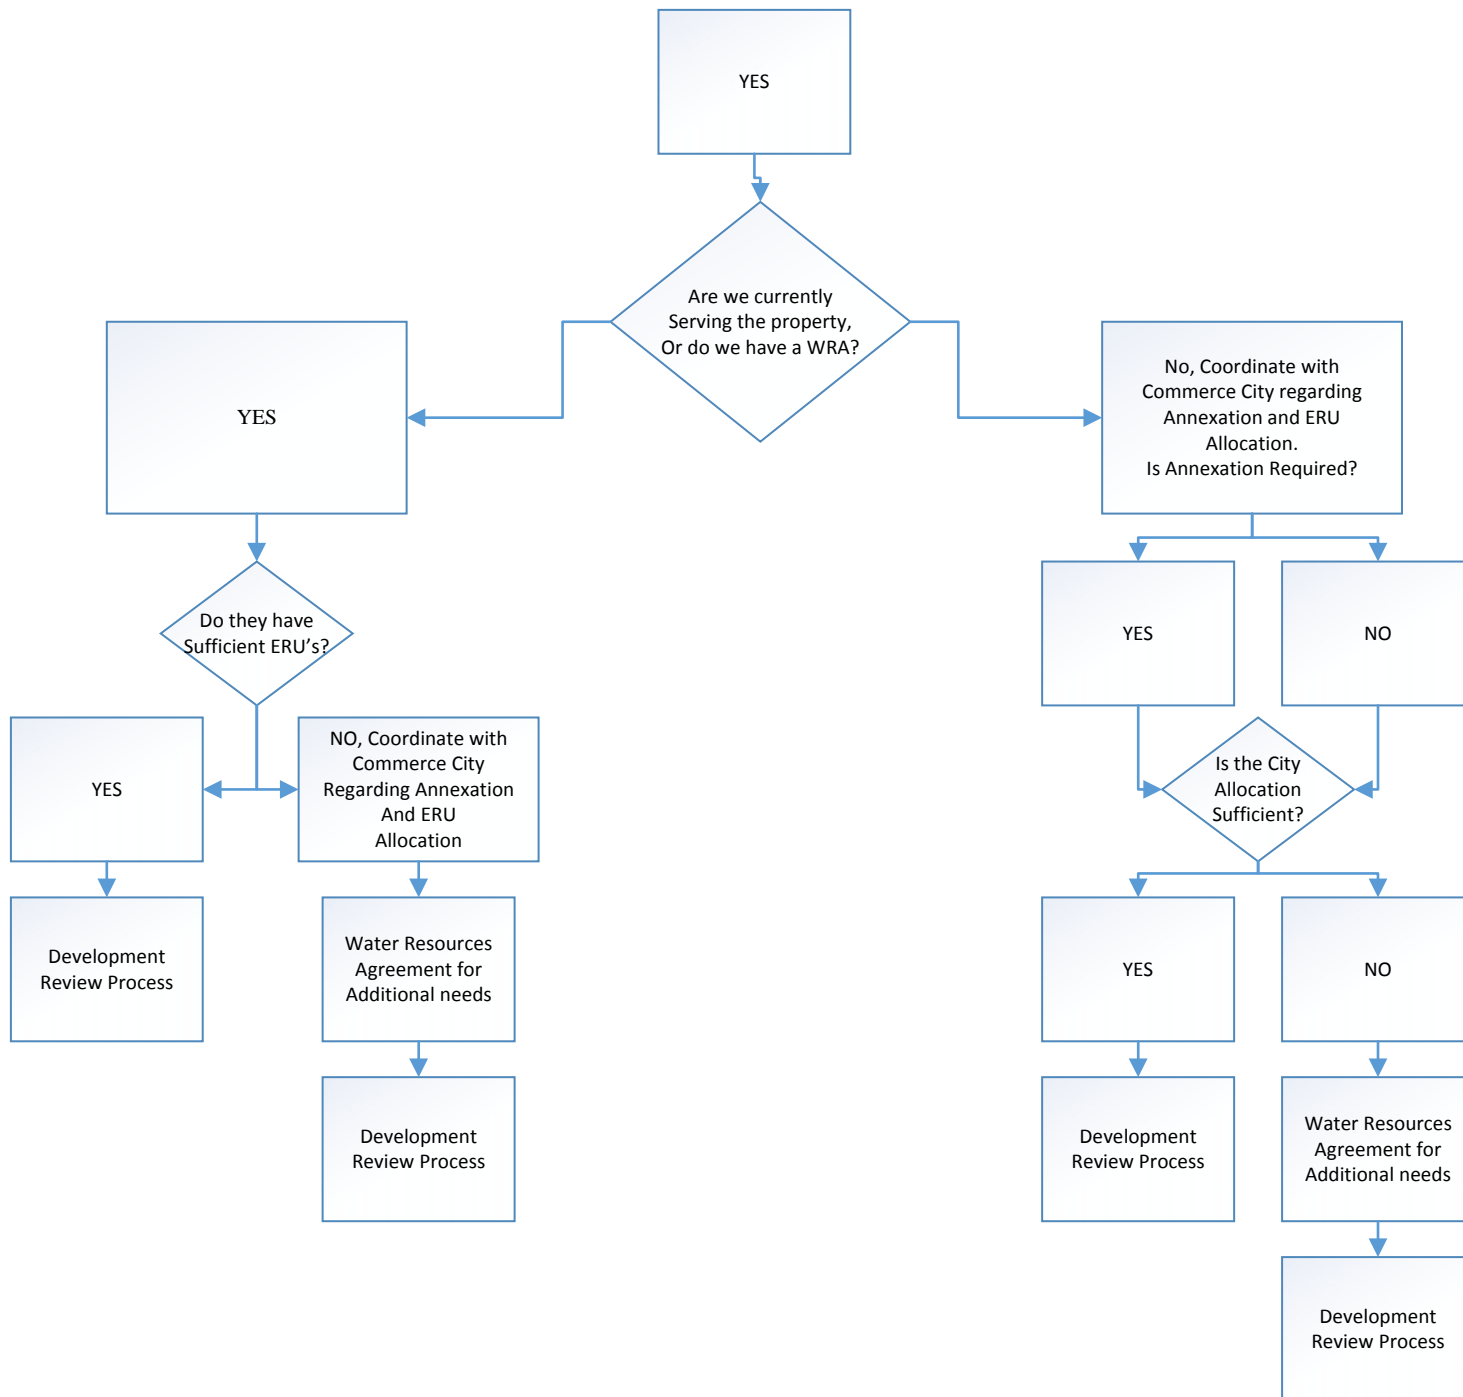 YES
Are we currently
Serving the property,
Or do we have a WRA?
YES
No, Coordinate with
Commerce City regarding
Annexation and ERU
Allocation.
Is Annexation Required?
Do they have
Sufficient ERU’s?
YES
NO
YES
NO, Coordinate with
Commerce City
Regarding Annexation
And ERU
Allocation
Is the City
Allocation
Sufficient?
Development
Review Process
Water Resources
Agreement for
Additional needs
YES
NO
Development
Review Process
Development
Review Process
Water Resources
Agreement for
Additional needs
Development
Review Process